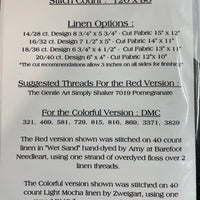 Stitch Count : 120 x 80
Linen Options :
14/28 ct. Design 8 3/4" x 5 3/4" - Cut Fabric 15" x 12"
16/32 ct. Design 7 1/2" x 5" - Cut Fabric 14" x 11"
18/36 ct. Design 6 3/4" x 4 1/2" - Cut Fabric 13" x
20/40 ct. Design 6" x 4" - Cut Fabric 12" x 10"
*The cut recommendations allow 3 inches on all sides for finishing
Suggested Threads For the Red Version :
The Gentle Art Simply Shaker 7019 Pomegranate
For the Colorful Version : DMC
321, 469, 581, 729, 815, 816, 869, 3371, 3829
The Red version shown was stitched on 40 count
linen in "Wet Sand" hand-dyed by Amy at Barefoot
Needleart, using one strand of overdyed floss over 2
linen threads.
The Colorful version shown was stitched on 40
count Light Mocha linen by Zweigart, using one